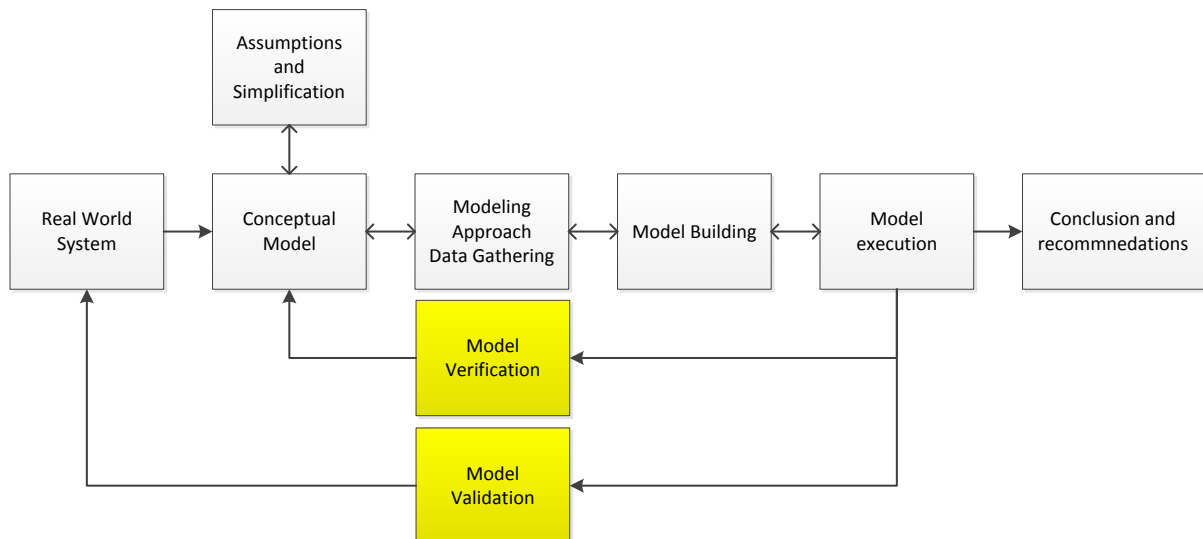 Assumptions
and
Simplification
Real World
System
Conceptual
Model
Modeling
Approach
Data Gathering
Model Building
Model
execution
Conclusion and
recommnedations
Model
Verification
Model
Validation